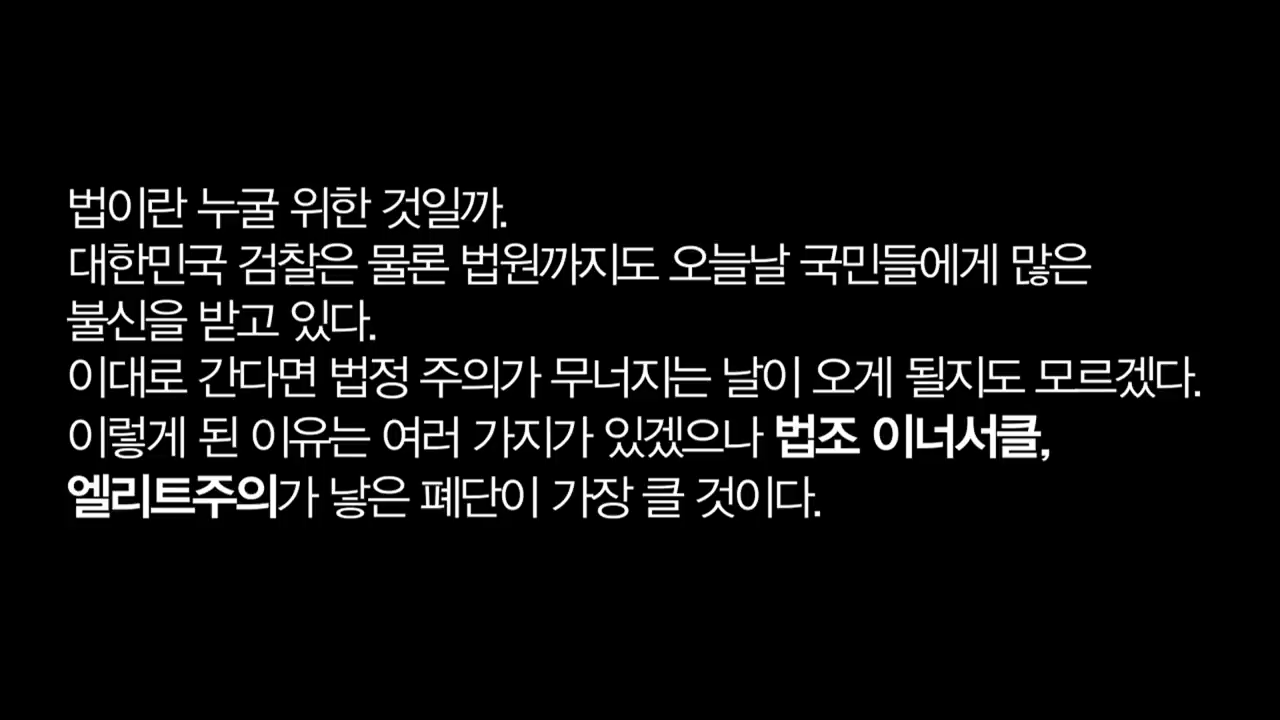 법이란 누굴 위한 것일까.
대한민국 검찰은 물론 법원까지도 오늘날 국민들에게 많은
불신을 받고 있다.
이대로 간다면 법정 주의가 무너지는 날이 오게 될지도 모르겠다.
이렇게 된 이유는 여러 가지가 있겠으나 법조 이너서클,
엘리트주의가 낳은 폐단이 가장 클 것이다.